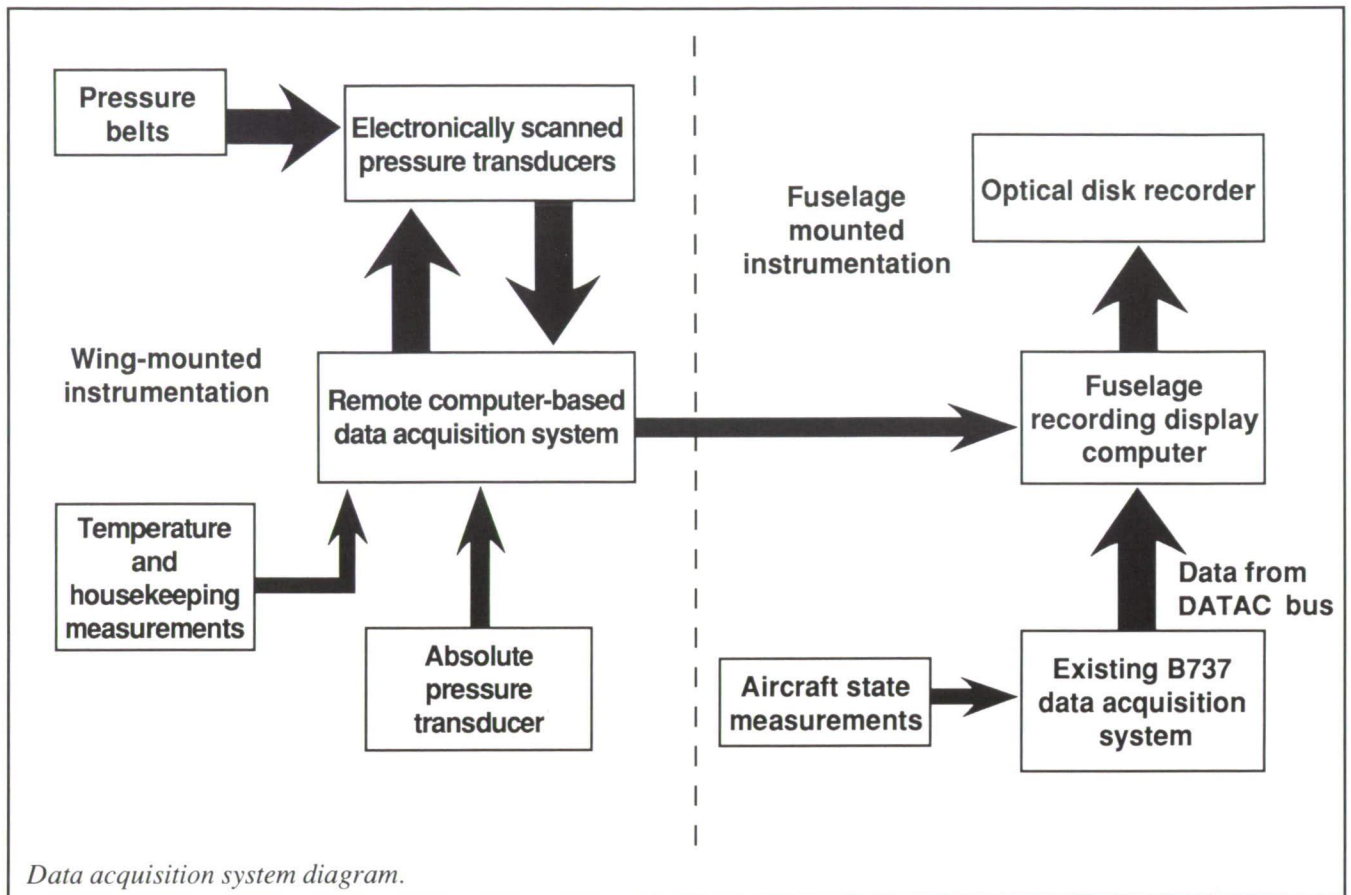 Pressure
belts
Electronically scanned
pressure transducers
Wing-mounted
instrumentation
Remote computer-based
data acquisition system
Temperature
and
housekeeping
measurements
Absolute
pressure
transducer
Fuselage
mounted
instrumentation
Optical disk recorder
Fuselage
recording display
computer
Data from
DATAC bus
Aircraft state
measurements
Existing B737
data acquisition
system
Data acquisition system diagram.